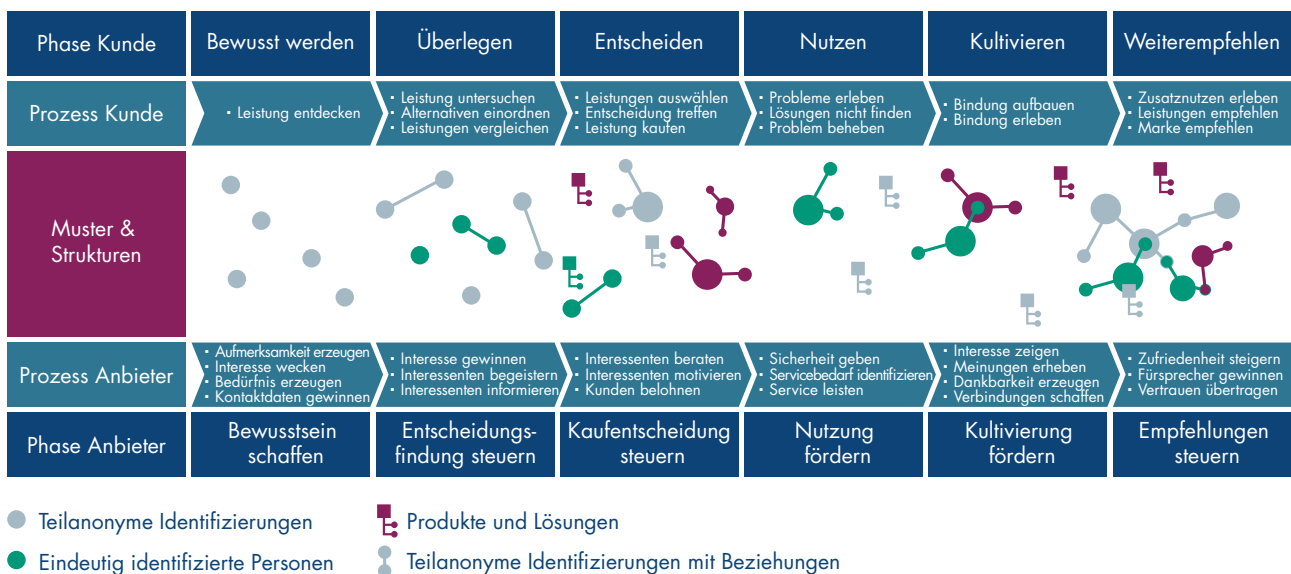 Phase Kunde
Bewusst werden
Überlegen
Entscheiden
Nutzen
Kultivieren
Weiterempfehlen
Prozess Kunde
▪ Leistung entdecken
▪ Leistung untersuchen
▪ Alternativen einordnen
▪ Leistungen vergleichen
▪ Leistungen auswählen
▪ Entscheidung treffen
▪ Leistung kaufen
▪ Probleme erleben
▪ Lösungen nicht finden
▪ Problem beheben
▪ Bindung aufbauen
▪ Bindung erleben
▪ Zusatznutzen erleben
▪ Leistungen empfehlen
▪ Marke empfehlen
Muster &
Strukturen
Prozess Anbieter
▪ Aufmerksamkeit erzeugen
▪ Interesse wecken
▪ Bedürfnis erzeugen
▪ Kontaktdaten gewinnen
▪ Interesse gewinnen
▪ Interessenten begeistern
▪ Interessenten informieren
▪ Interessenten beraten
▪ Interessenten motivieren
▪ Kunden belohnen
▪ Sicherheit geben
▪ Servicebedarf identifizieren
▪ Service leisten
▪ Interesse zeigen
▪ Meinungen erheben
▪ Dankbarkeit erzeugen
▪ Verbindungen schaffen
▪ Zufriedenheit steigern
▪ Fürsprecher gewinnen
▪ Vertrauen übertragen
Phase Anbieter
Bewusstsein
schaffen
Entscheidungs-
findung steuern
Kaufentscheidung
steuern
Nutzung
fördern
Kultivierung
fördern
Empfehlungen
steuern
Teilanonyme Identifizierungen
Produkte und Lösungen
Eindeutig identifizierte Personen
Teilanonyme Identifizierungen mit Beziehungen